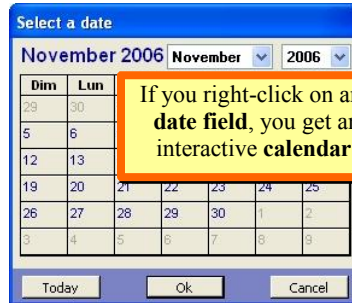 Select a date
November 2006 November 2006
Dim Lun
29 30
5 6
12 13
19 20 21 22 23 24 25
26 27 28 29 30 1 2
3 4 5 6 7 8 9
If you right-click on a
date field, you get a
interactive calendar
Today Ok Cancel